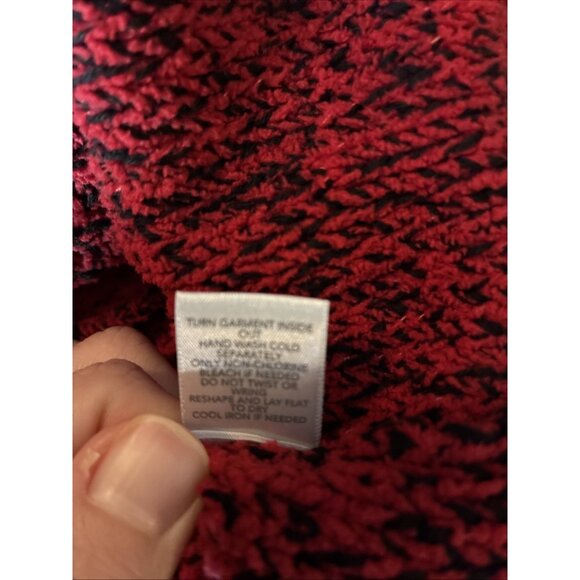 TURN GARMENT INSIDE
OUT
HAND WASH COLD
SEPARATELY
ONLY NON-CHLORINE
BLEACH IF NEEDED
DO NOT TWIST OR
WRING
RESHAPE AND LAY FLAT
TO DRY
COOL IRON IF NEEDED